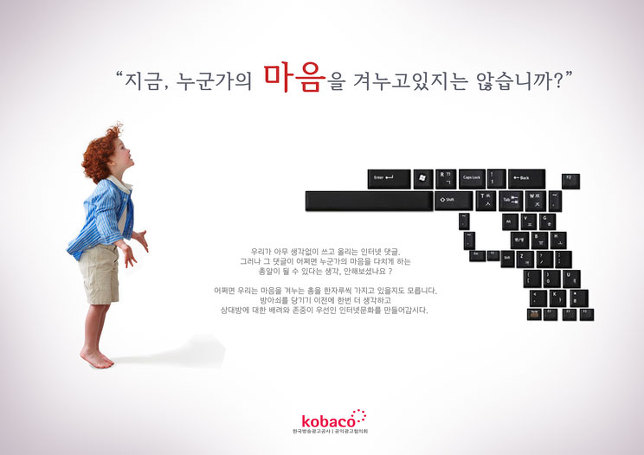 “지금, 누군가의 마음을 겨누고있지는 않습니까?”
Enter
Caps Lock
Back
F2
Shift
Tab
우리가 아무 생각없이 쓰고 올리는 인터넷 댓글.
그러나 그 댓글이 어쩌면 누군가의 마음을 다치게 하는
총알이 될 수 있다는 생각, 안해보셨나요 ?
어쩌면 우리는 마음을 겨누는 총을 한자루씩 가지고 있을지도 모릅니다.
방아쇠를 당기기 이전에 한번 더 생각하고
상대방에 대한 배려와 존중이 우선인 인터넷문화를 만들어갑시다.
kobaco
한국방송광고공사 | 공익광고협의회